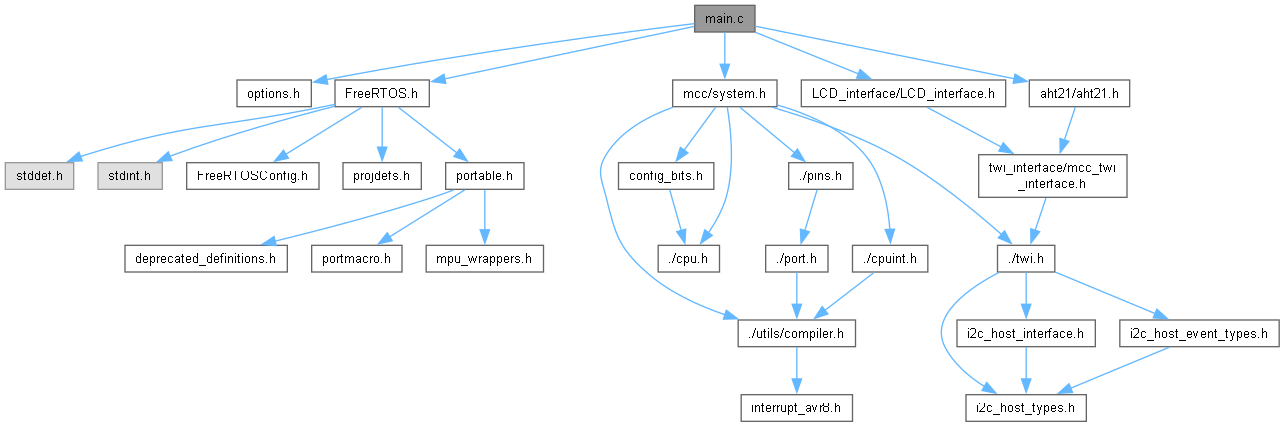 main.c
options.h
FreeRTOS.h
mcc/system.h
LCD_interface/LCD_interface.h
aht21/aht21.h
stddef.h
stdint.h
FreeRTOSConfig.h
projdefs.h
portable.h
config_bits.h
./pins.h
twi_interface/mcc_twi
_interface.h
deprecated_definitions.h
portmacro.h
mpu_wrappers.h
./cpu.h
./port.h
./cpuint.h
./twi.h
./utils/compiler.h
i2c_host_interface.h
i2c_host_event_types.h
interrupt_avr8.h
i2c_host_types.h